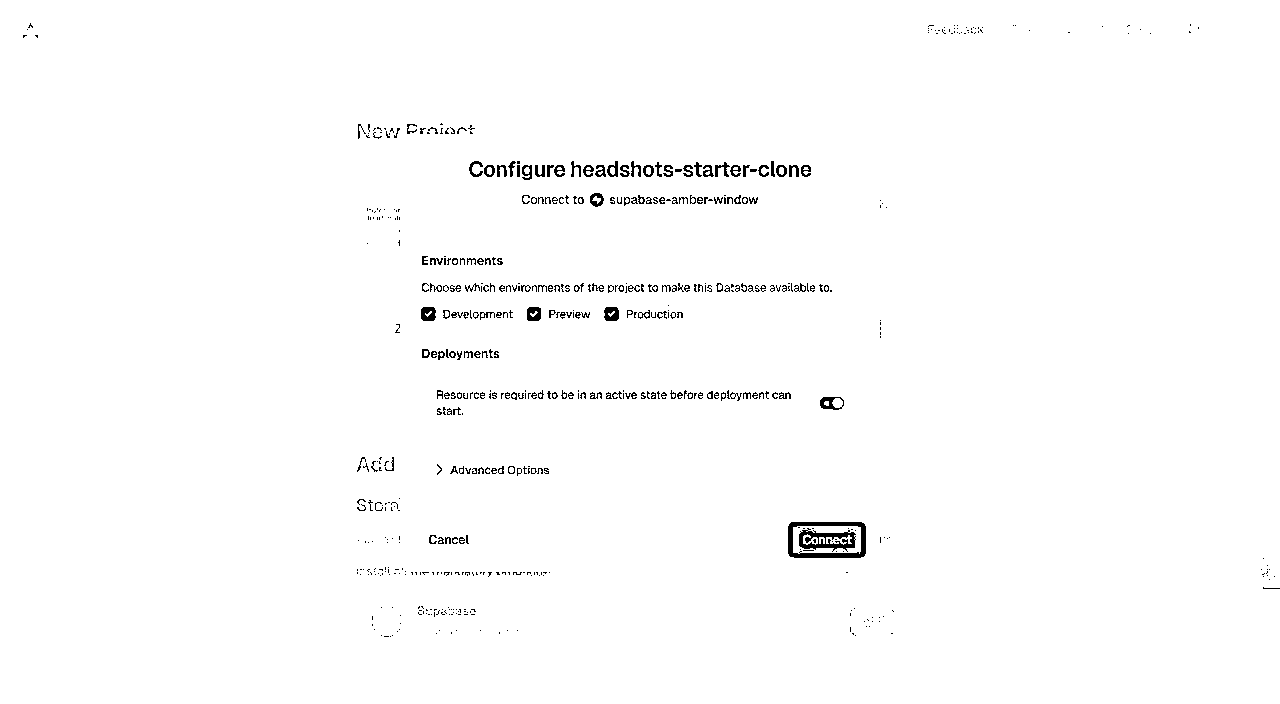 Feedback
New Project
Configure headshots-starter-clone
Connect to supabase-amber-window
Environments
Choose which environments of the project to make this Database available to.
Development Preview Production
2
Deployments
Resource is required to be in an active state before deployment can
start.
Add
Advanced Options
Cancel
Connect
Supabase